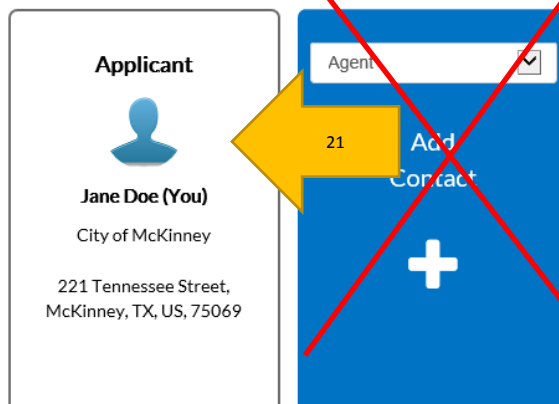 Applicant
Jane Doe (You)
City of McKinney
221 Tennessee Street,
McKinney, TX, US, 75069
21
Agent
Add
Contact